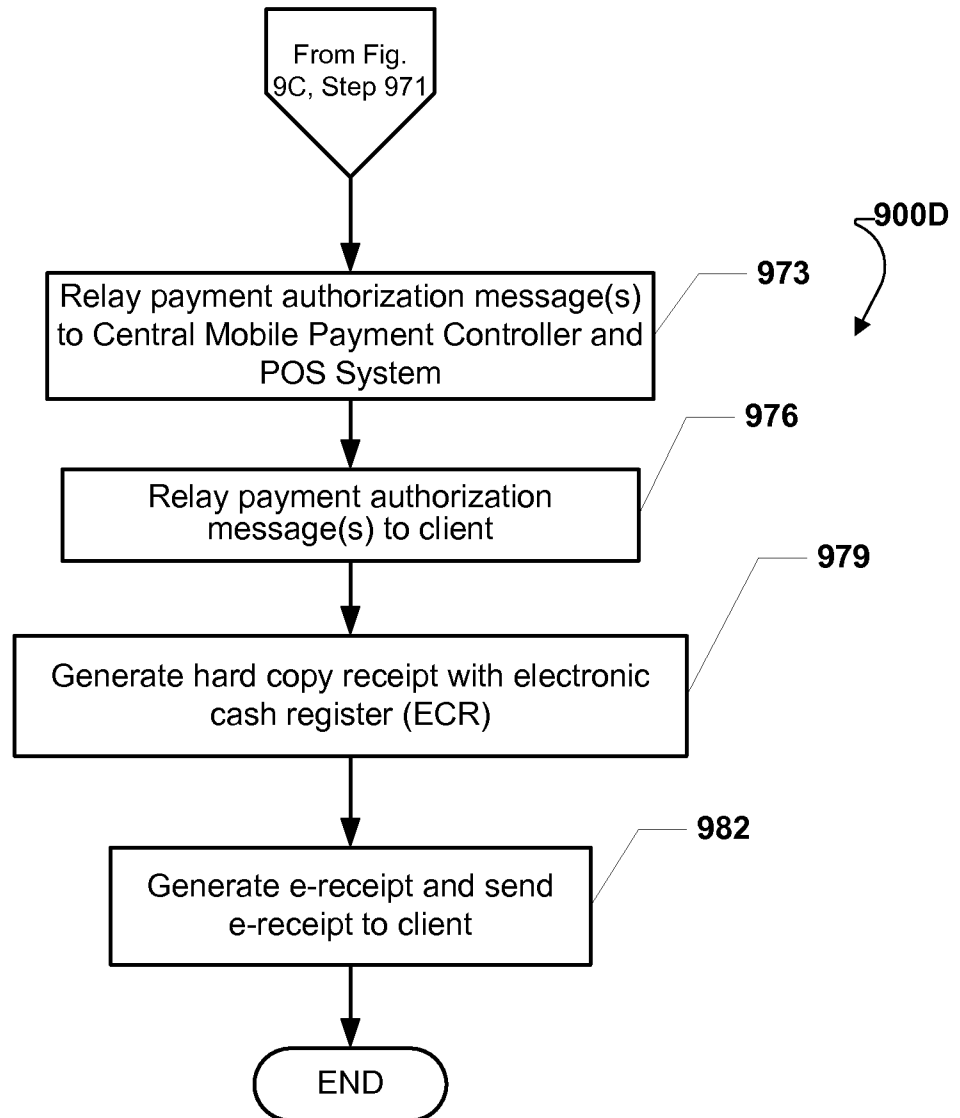 From Fig.
9C, Step 971
900D
973
Relay payment authorization message(s)
to Central Mobile Payment Controller and
POS System
976
Relay payment authorization
message(s) to client
979
Generate hard copy receipt with electronic
cash register (ECR)
982
Generate e-receipt and send
e-receipt to client
END